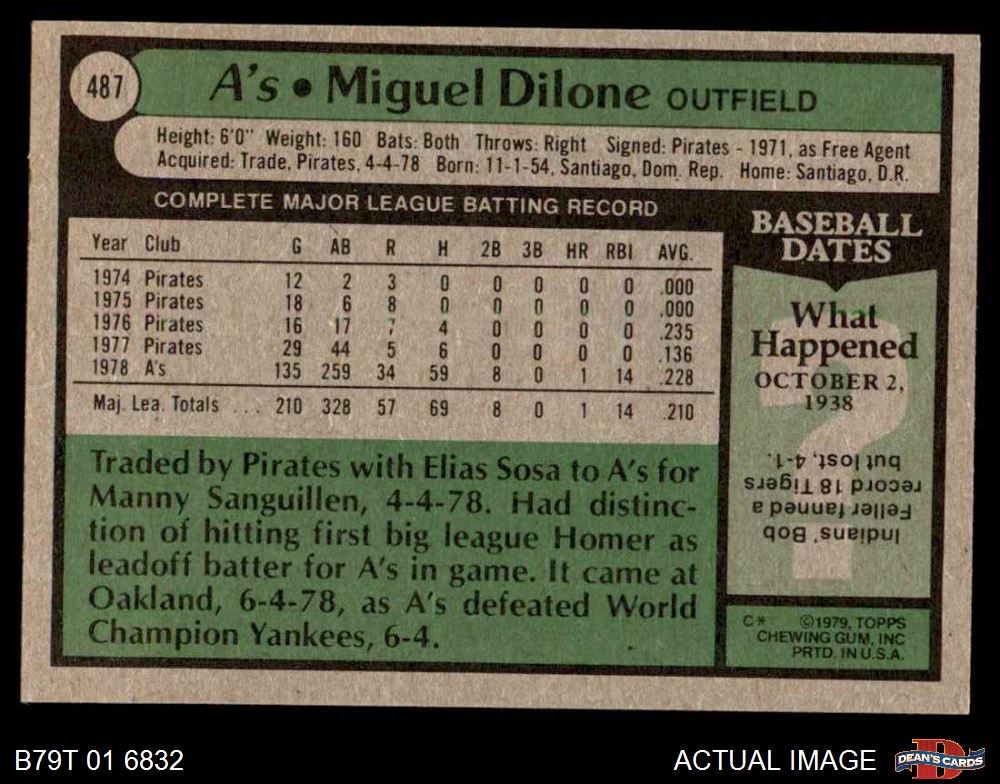 487
A's • Miguel Dilone OUTFIELD
Height: 6'0" Weight: 160 Bats: Both Throws: Right Signed: Pirates - 1971, as Free Agent
Acquired: Trade, Pirates, 4-4-78 Born: 11-1-54, Santiago, Dom. Rep. Home: Santiago, D.R.
COMPLETE MAJOR LEAGUE BATTING RECORD
Year Club G AB R H 2B 3B HR RBI AVG.
1974 Pirates 12 2 3 0 0 0 0 0 .000
1975 Pirates 18 6 8 0 0 0 0 0 .000
1976 Pirates 16 17 7 4 0 0 0 0 .235
1977 Pirates 29 44 5 6 0 0 0 0 .136
1978 A's 135 259 34 59 8 0 1 14 .228
Maj. Lea. Totals ... 210 328 57 69 8 0 1 14 .210
Traded by Pirates with Elias Sosa to A's for
Manny Sanguillen, 4-4-78. Had distinc-
tion of hitting first big league Homer as
leadoff batter for A's in game. It came at
Oakland, 6-4-78, as A's defeated World
Champion Yankees, 6-4.
BASEBALL
DATES
What
Happened
OCTOBER 2,
1938
?
Indians' Bob
Feller fanned a
record 18 Tigers
but lost, 4-1.
C* ©1979, TOPPS
CHEWING GUM, INC
PRTD. IN U.S.A.
B79T 01 6832
ACTUAL IMAGE
D
DEAN'S CARDS